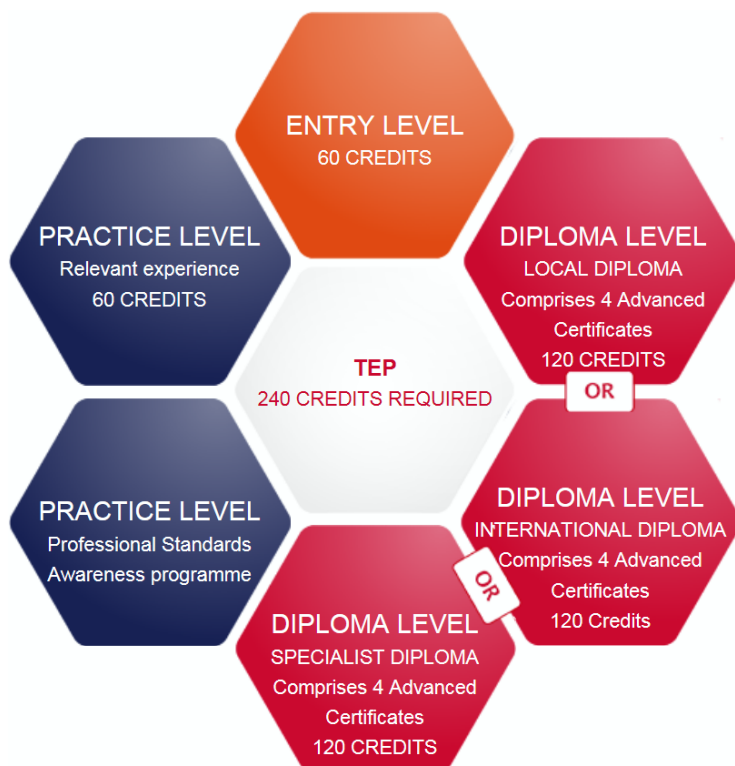 ENTRY LEVEL
60 CREDITS
PRACTICE LEVEL
Relevant experience
60 CREDITS
DIPLOMA LEVEL
LOCAL DIPLOMA
Comprises 4 Advanced
Certificates
120 CREDITS
OR
TEP
240 CREDITS REQUIRED
PRACTICE LEVEL
Professional Standards
Awareness programme
DIPLOMA LEVEL
INTERNATIONAL DIPLOMA
Comprises 4 Advanced
Certificates
120 Credits
OR
DIPLOMA LEVEL
SPECIALIST DIPLOMA
Comprises 4 Advanced
Certificates
120 CREDITS